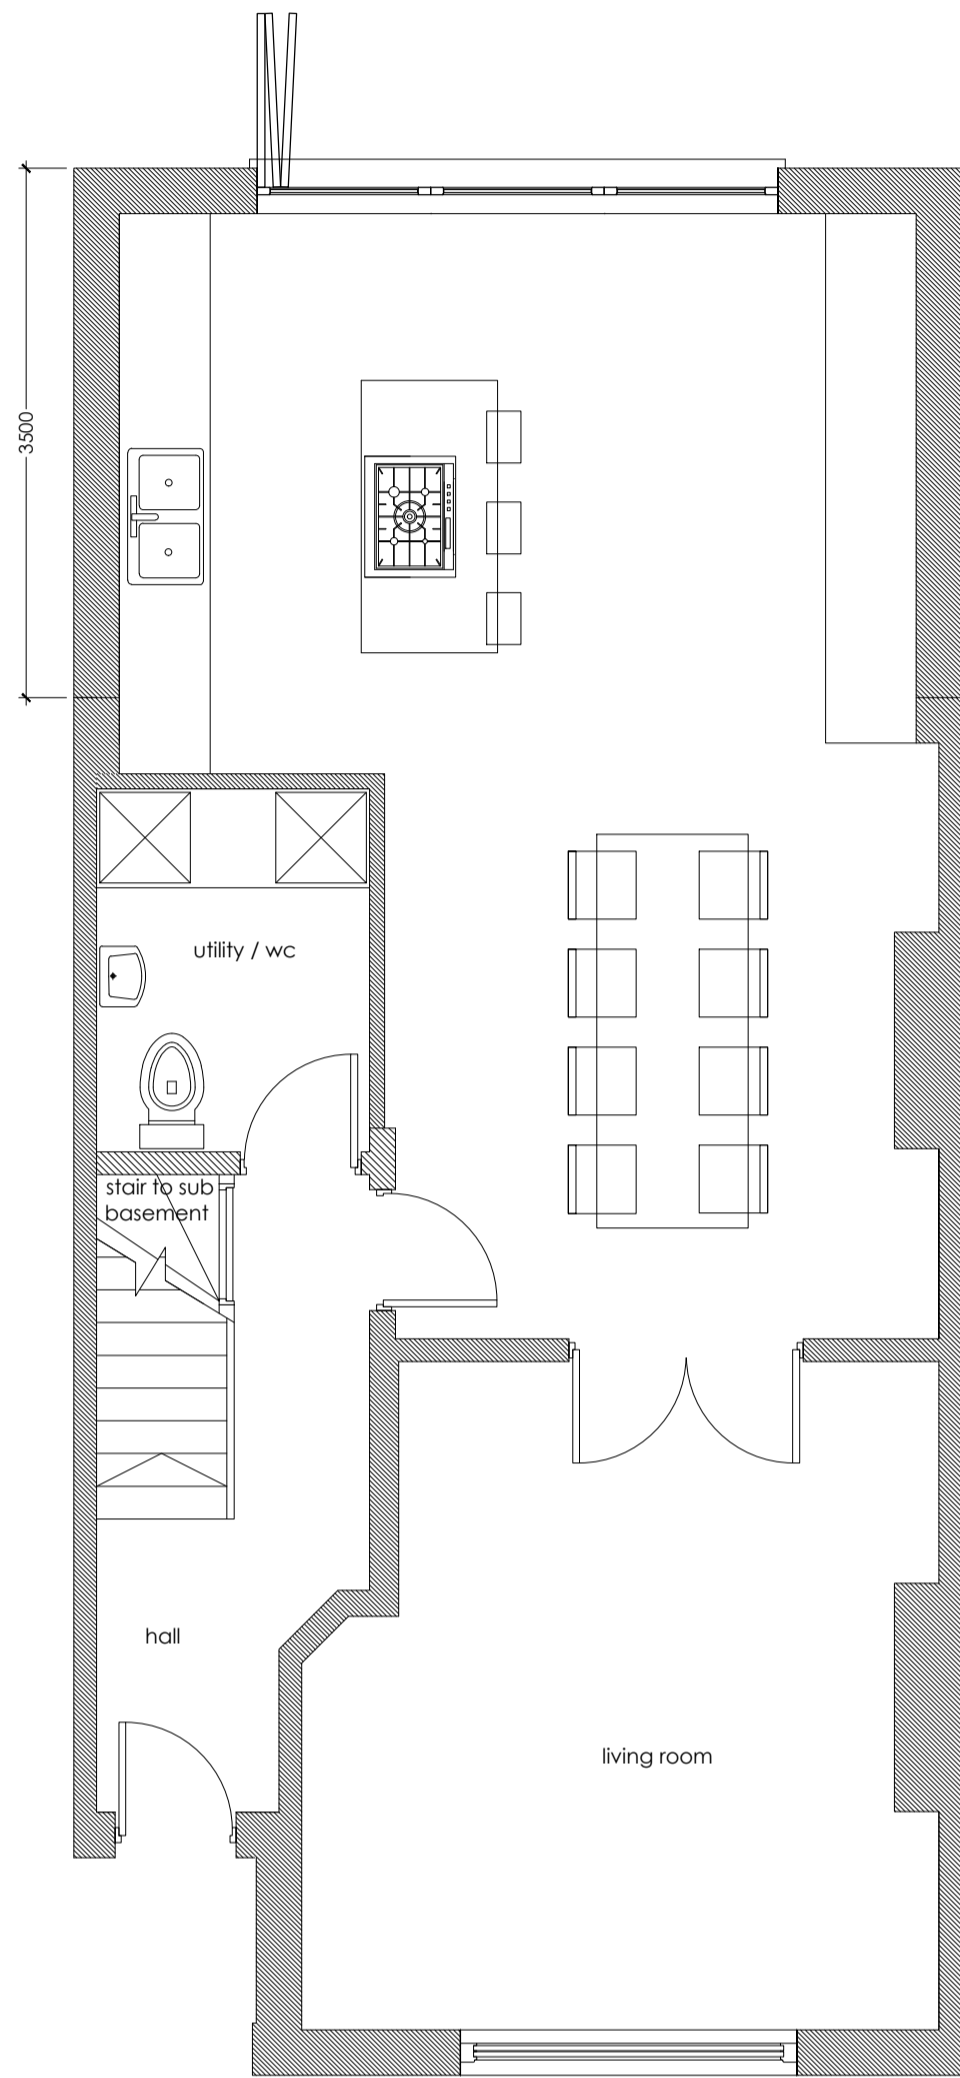 3500
utility / wc
stair to sub
basement
hall
living room